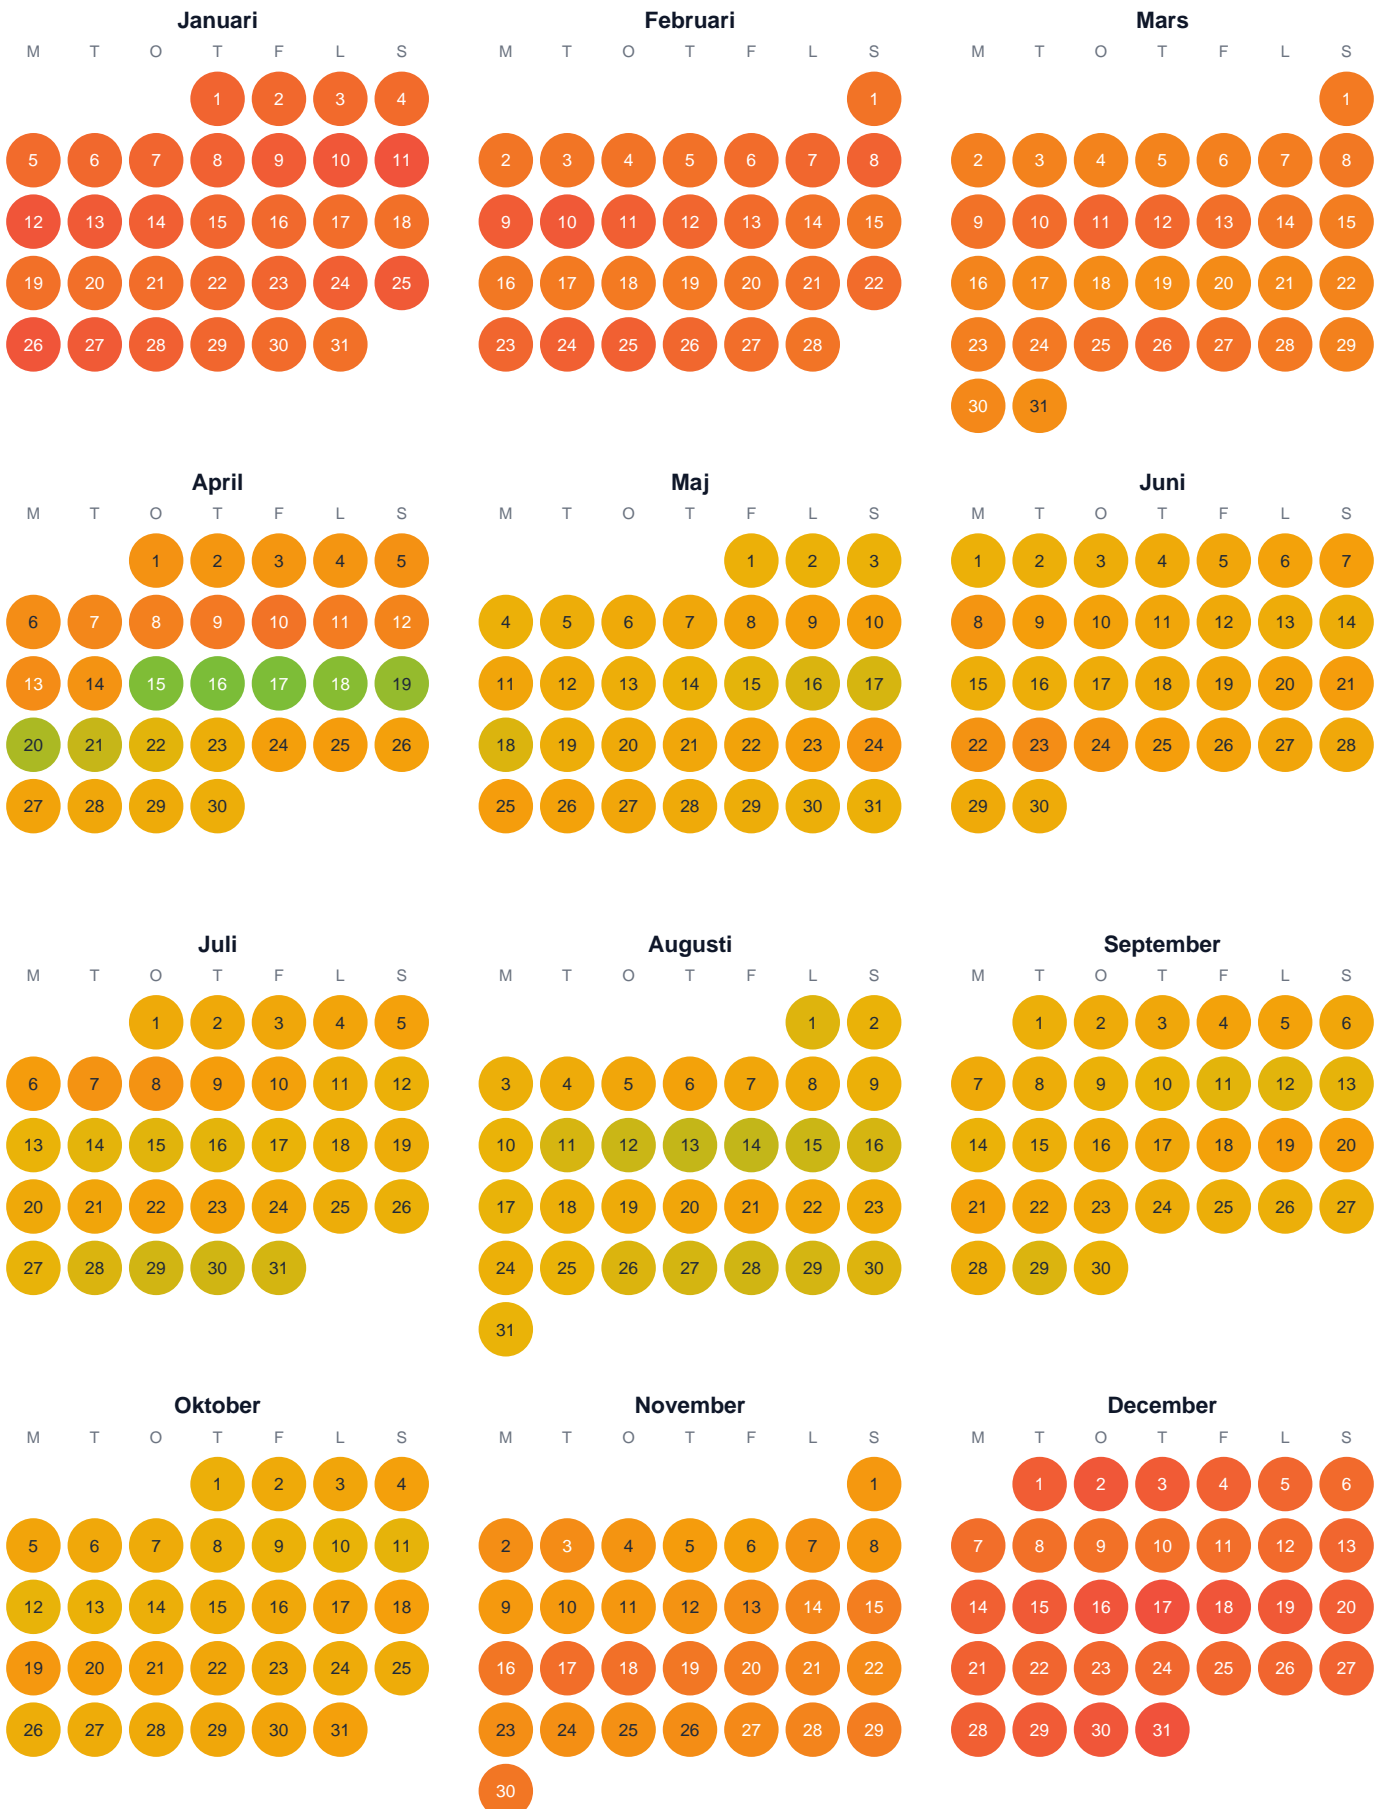 Januari Februari Mars
M T O T F L S M T O T F L S M T O T F L S
1 2 3 4 1 1
5 6 7 8 9 10 11 2 3 4 5 6 7 8 2 3 4 5 6 7 8
12 13 14 15 16 17 18 9 10 11 12 13 14 15 9 10 11 12 13 14 15
19 20 21 22 23 24 25 16 17 18 19 20 21 22 16 17 18 19 20 21 22
26 27 28 29 30 31 23 24 25 26 27 28 23 24 25 26 27 28 29
30 31
April Maj Juni
M T O T F L S M T O T F L S M T O T F L S
1 2 3 4 5 1 2 3 1 2 3 4 5 6 7
6 7 8 9 10 11 12 4 5 6 7 8 9 10 8 9 10 11 12 13 14
13 14 15 16 17 18 19 11 12 13 14 15 16 17 15 16 17 18 19 20 21
20 21 22 23 24 25 26 18 19 20 21 22 23 24 22 23 24 25 26 27 28
27 28 29 30 25 26 27 28 29 30 31 29 30
Juli Augusti September
M T O T F L S M T O T F L S M T O T F L S
1 2 3 4 5 1 2 1 2 3 4 5 6
6 7 8 9 10 11 12 3 4 5 6 7 8 9 7 8 9 10 11 12 13
13 14 15 16 17 18 19 10 11 12 13 14 15 16 14 15 16 17 18 19 20
20 21 22 23 24 25 26 17 18 19 20 21 22 23 21 22 23 24 25 26 27
27 28 29 30 31 24 25 26 27 28 29 30 28 29 30
31
Oktober November December
M T O T F L S M T O T F L S M T O T F L S
1 2 3 4 1 1 2 3 4 5 6
5 6 7 8 9 10 11 2 3 4 5 6 7 8 7 8 9 10 11 12 13
12 13 14 15 16 17 18 9 10 11 12 13 14 15 14 15 16 17 18 19 20
19 20 21 22 23 24 25 16 17 18 19 20 21 22 21 22 23 24 25 26 27
26 27 28 29 30 31 23 24 25 26 27 28 29 28 29 30 31
30